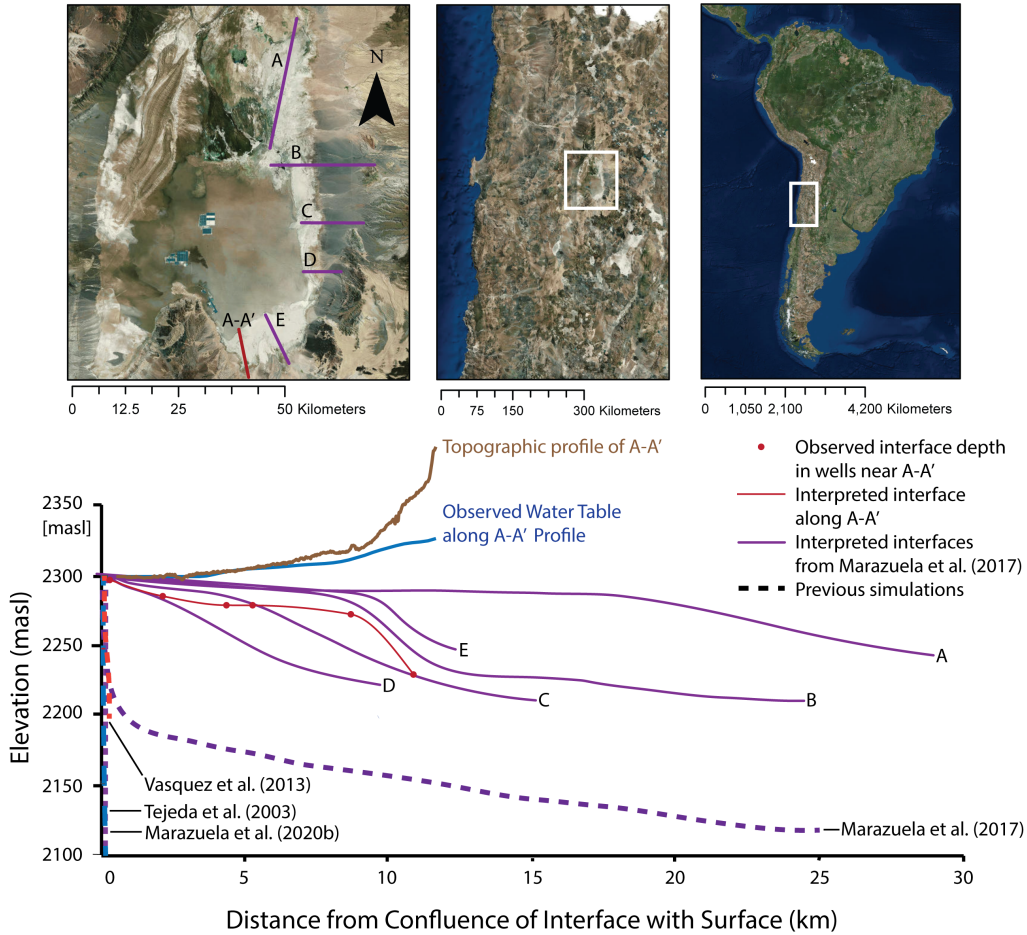 A
N
B
C
D
A-A’
E
0 12.5 25 50 Kilometers
0 75 150 300 Kilometers
0 1,050 2,100 4,200 Kilometers
Topographic profile of A-A’
Observed Water Table
along A-A’ Profile
Observed interface depth
in wells near A-A’
Interpreted interface
along A-A’
Interpreted interfaces
from Marazuela et al. (2017)
Previous simulations
Elevation (masl)
2350
[masl]
2300
2250
2200
2150
2100
E
A
D
C
B
Vasquez et al. (2013)
Tejeda et al. (2003)
Marazuela et al. (2020b)
Marazuela et al. (2017)
0 5 10 15 20 25 30
Distance from Confluence of Interface with Surface (km)